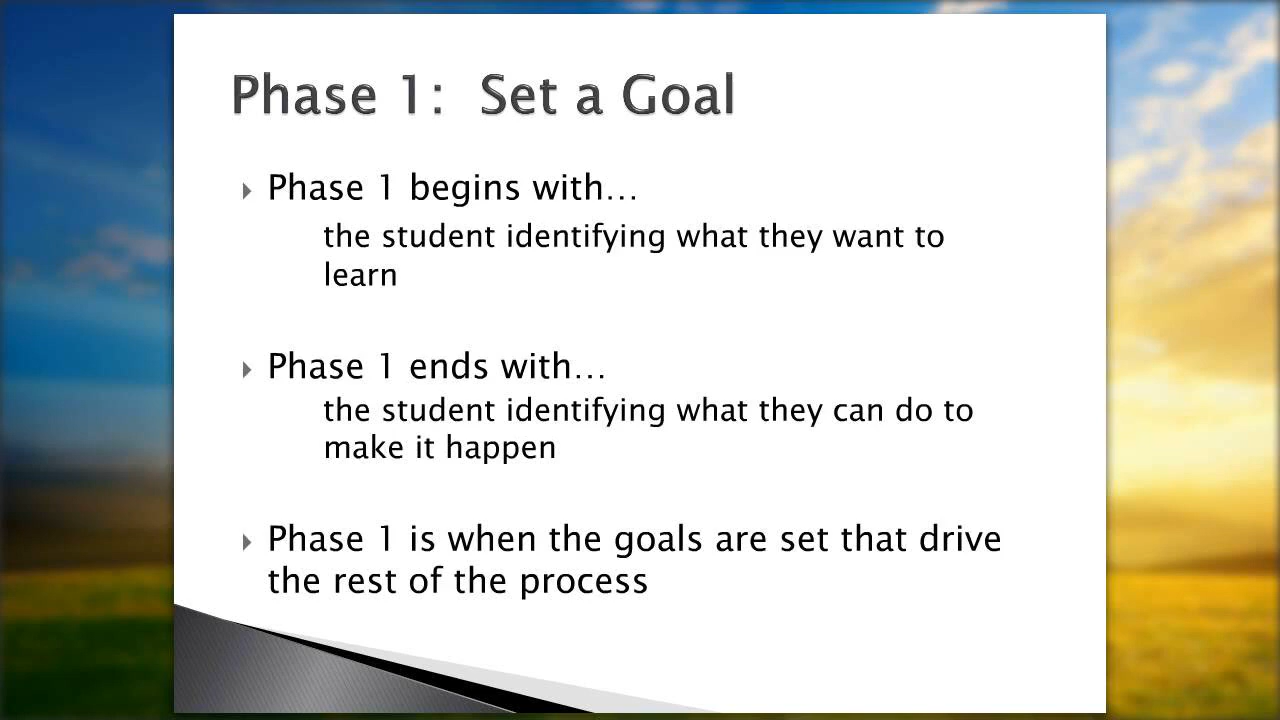 Phase 1:  Set a Goal
Phase 1 begins with…
the student identifying what they want to
learn
Phase 1 ends with…
the student identifying what they can do to
make it happen
Phase 1 is when the goals are set that drive
the rest of the process